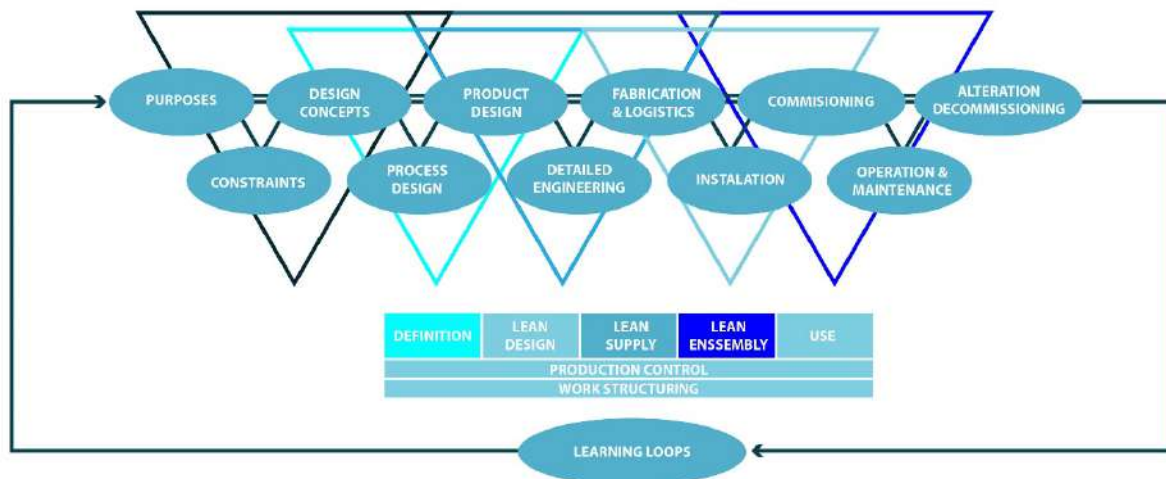 PURPOSES
DESIGN
CONCEPTS
PRODUCT
DESIGN
FABRICATION
& LOGISTICS
COMMISIONING
ALTERATION
DECOMMISSIONING
CONSTRAINTS
PROCESS
DESIGN
DETAILED
ENGINEERING
INSTALATION
OPERATION &
MAINTENANCE
DEFINITION
LEAN
DESIGN
LEAN
SUPPLY
LEAN
ENSSEMBLY
USE
PRODUCTION CONTROL
WORK STRUCTURING
LEARNING LOOPS